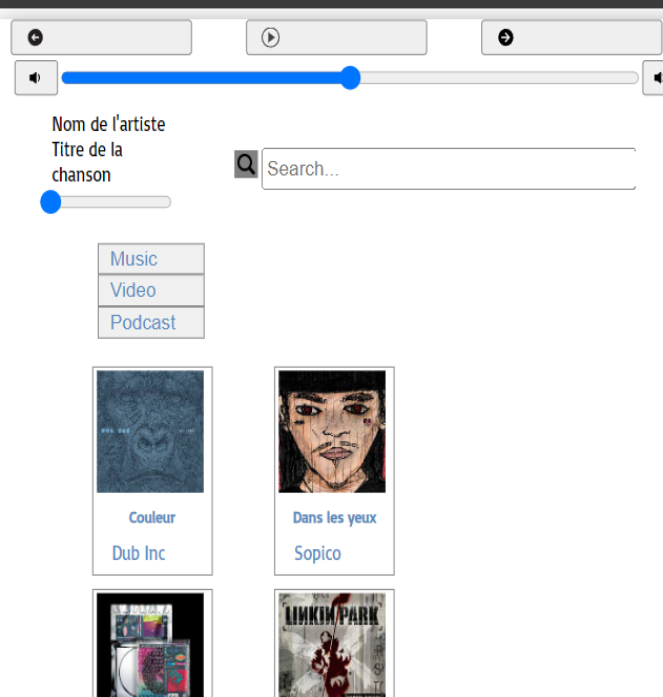 Nom de l'artiste
Titre de la
chanson
Search...
Music
Video
Podcast
Couleur
Dub Inc
Dans les yeux
Sopico
LINKIN PARK